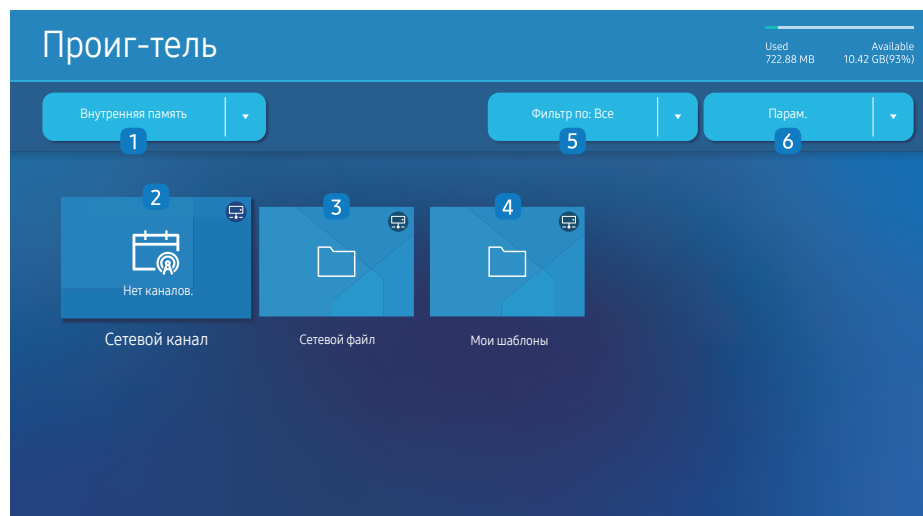 Проиг-тель
Used Available
722.88 MB 10.42 GB(93%)
Внутренняя память
1
Фильтр по: Все
5
Парам.
6
2
Нет каналов.
Сетевой канал
3
Сетевой файл
4
Мои шаблоны